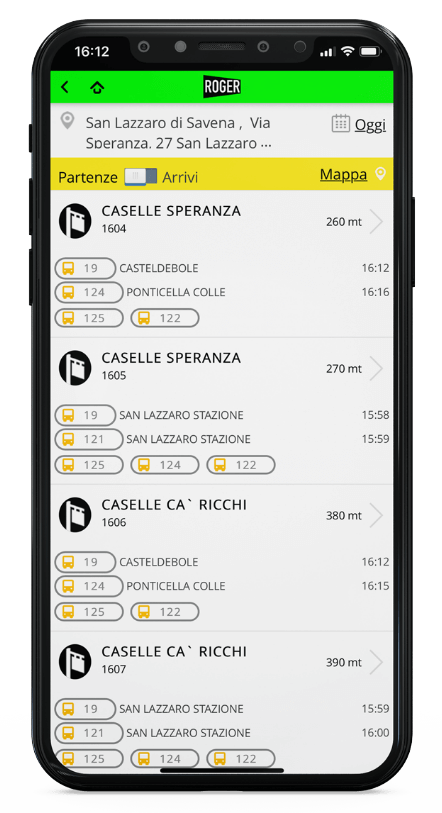 16:12
ROGER
San Lazzaro di Savena , Via
Speranza, 27 San Lazzaro ...
Oggi
Partenze Arrivi
Mappa
CASELLE SPERANZA
1604
260 mt
19 CASTELDEBOLE 16:12
124 PONTICELLA COLLE 16:16
125 122
CASELLE SPERANZA
1605
270 mt
19 SAN LAZZARO STAZIONE 15:58
121 SAN LAZZARO STAZIONE 15:59
125 124 122
CASELLE CA` RICCHI
1606
380 mt
19 CASTELDEBOLE 16:12
124 PONTICELLA COLLE 16:15
125 122
CASELLE CA` RICCHI
1607
390 mt
19 SAN LAZZARO STAZIONE 15:59
121 SAN LAZZARO STAZIONE 16:00
125 124 122